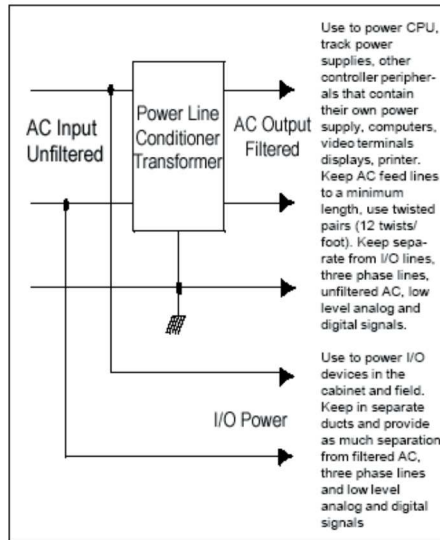 AC Input
Unfiltered
Power Line
Conditioner
Transformer
AC Output
Filtered
Use to power CPU,
track power
supplies, other
controller peripher-
als that contain
their own power
supply, computers,
video terminals
displays, printer.
Keep AC feed lines
to a minimum
length, use twisted
pairs (12 twists/
foot). Keep sepa-
rate from I/O lines,
three phase lines,
unfiltered AC, low
level analog and
digital signals.
I/O Power
Use to power I/O
devices in the
cabinet and field.
Keep in separate
ducts and provide
as much separation
from filtered AC,
three phase lines
and low level
analog and digital
signals